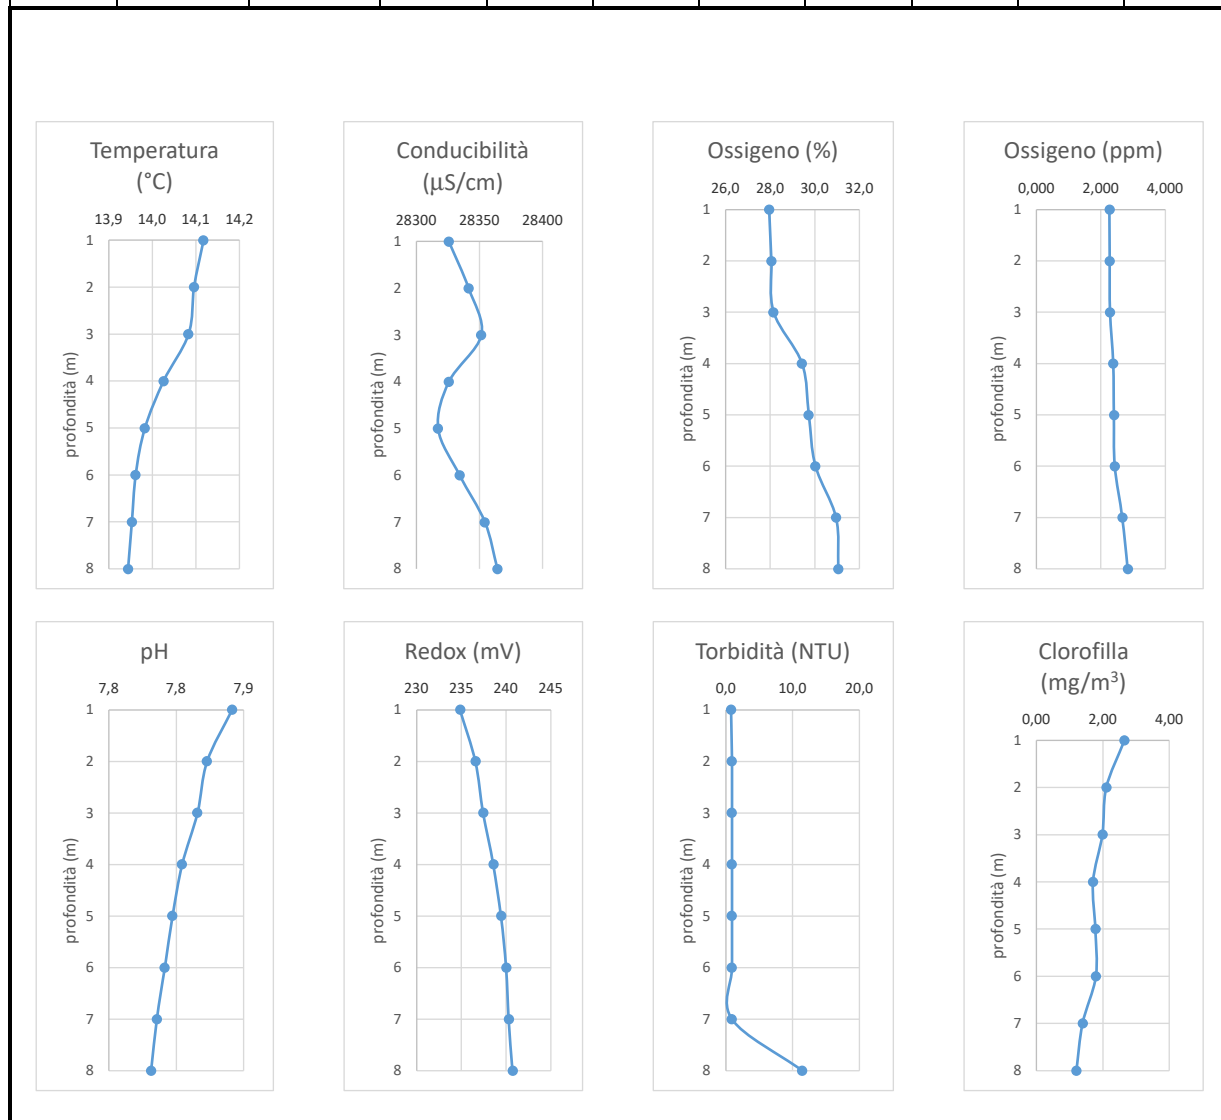 Temperatura
(°C)
13,9 14,0 14,1 14,2
1
2
3
4
5
6
7
8
profondità (m)
Conducibilità
(µS/cm)
28300 28350 28400
1
2
3
4
5
6
7
8
profondità (m)
Ossigeno (%)
26,0 28,0 30,0 32,0
1
2
3
4
5
6
7
8
profondità (m)
Ossigeno (ppm)
0,000 2,000 4,000
1
2
3
4
5
6
7
8
profondità (m)
pH
7,8 7,8 7,9
1
2
3
4
5
6
7
8
profondità (m)
Redox (mV)
230 235 240 245
1
2
3
4
5
6
7
8
profondità (m)
Torbidità (NTU)
0,0 10,0 20,0
1
2
3
4
5
6
7
8
profondità (m)
Clorofilla
(mg/m³)
0,00 2,00 4,00
1
2
3
4
5
6
7
8
profondità (m)